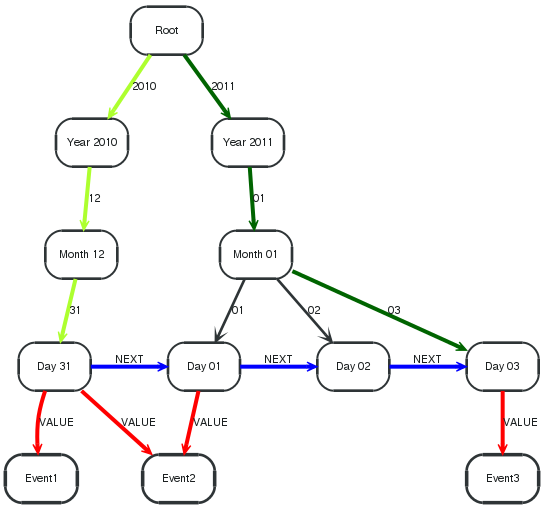 Root
2010
2011
Year 2010
Year 2011
12
01
Month 12
Month 01
31
01
02
03
Day 31
NEXT
Day 01
NEXT
Day 02
NEXT
Day 03
VALUE
VALUE
VALUE
VALUE
Event1
Event2
Event3